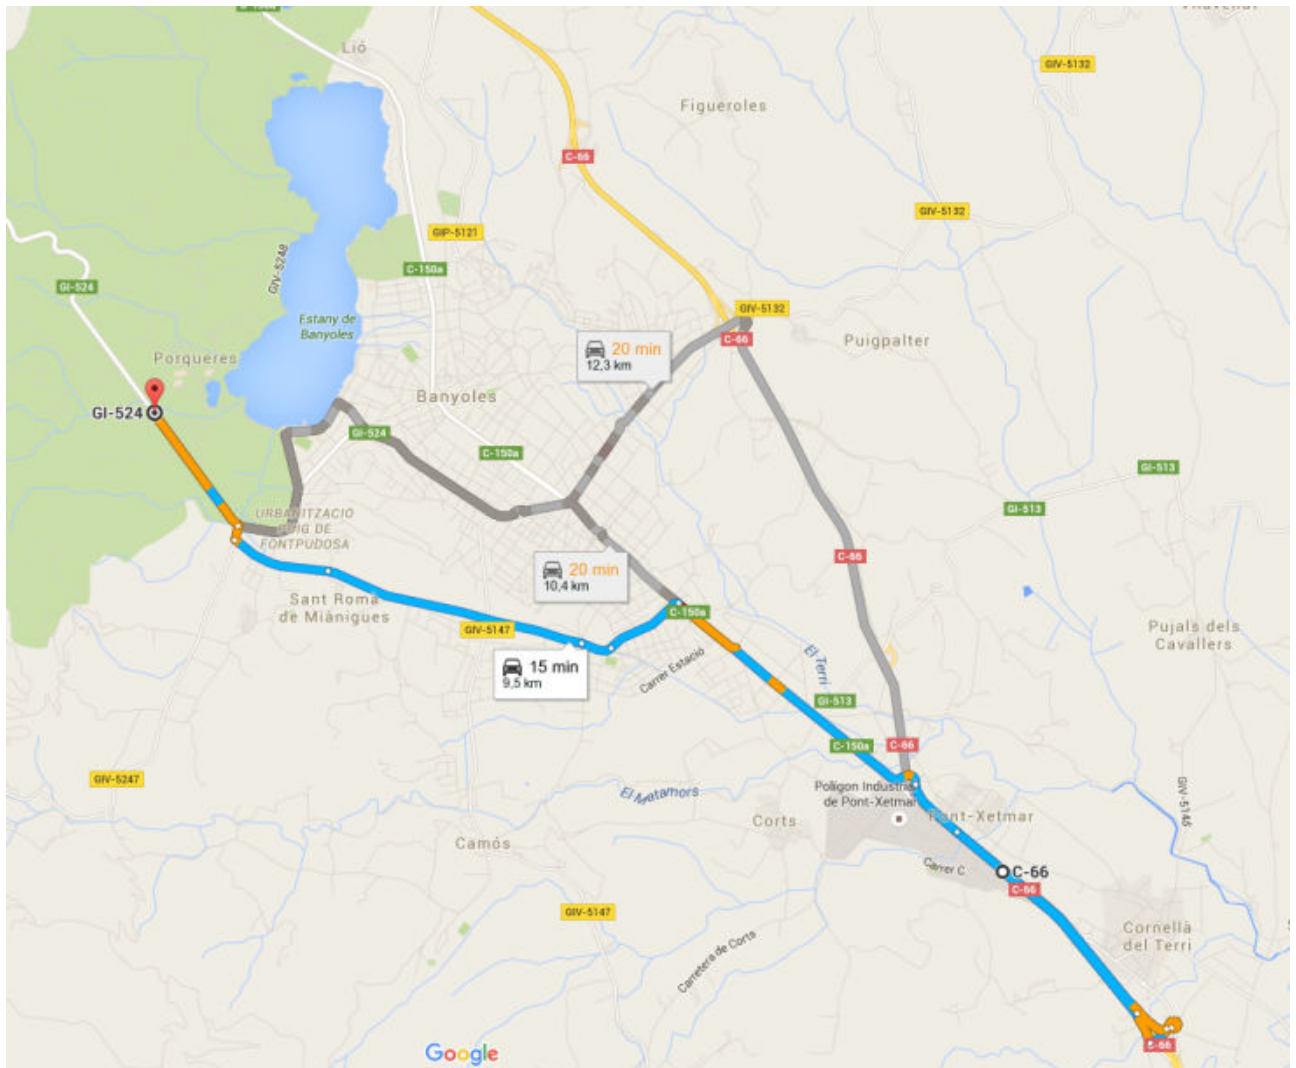 Lió
GIV-5132
Figueroles
C-66
GIV-5132
GIP-5121
GIV-5248
C-150a
GI-524
Estany de
Banyoles
GIV-5132
C-66
Puigpalter
20 min
12,3 km
Porqueres
Banyoles
GI-524
GI-524
C-150a
GI-513
GI-513
URBANITZACIÓ
PUIG DE
FONTPUDOSA
C-66
20 min
10,4 km
Sant Romà
de Miànigues
C-150a
GIV-5147
Pujals dels
Cavallers
15 min
9,5 km
Carrer Estació
El Terri
GI-513
C-150a
C-66
GIV-5247
Polígon Industrial
de Pont-Xetmar
El Matamors
GIV-5145
Corts
Pont-Xetmar
Camós
Carrer C
C-66
C-66
GIV-5147
Cornellà
del Terri
Carretera de Corts
C-66
Google